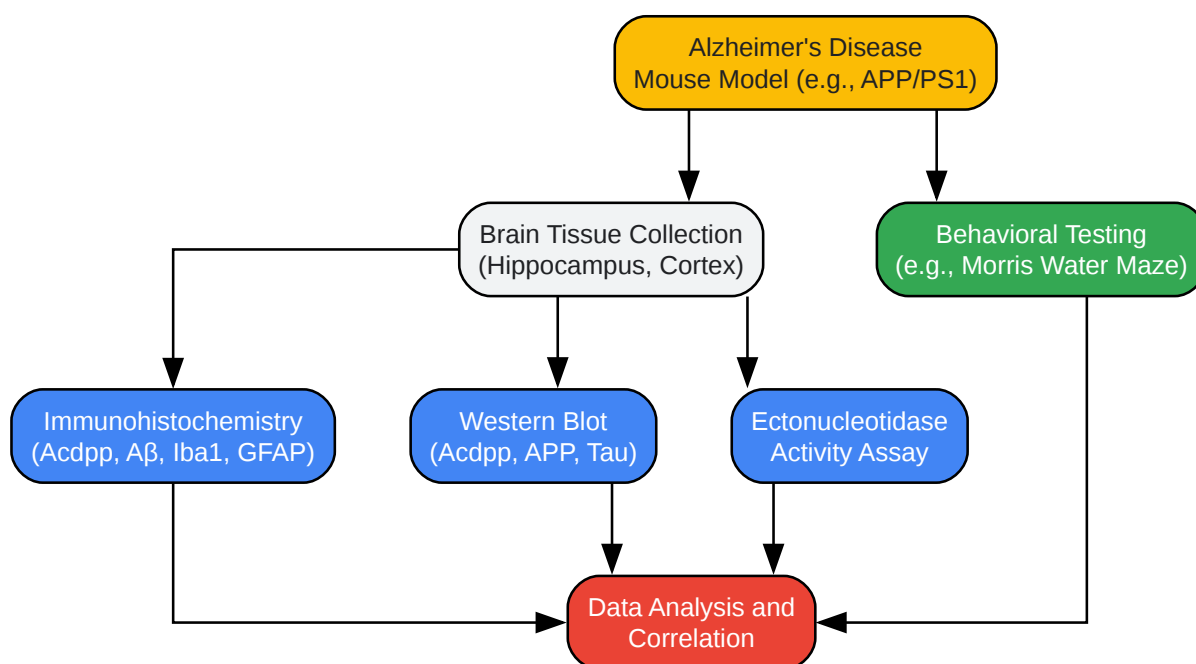 Alzheimer's Disease
Mouse Model (e.g., APP/PS1)
Brain Tissue Collection
(Hippocampus, Cortex)
Behavioral Testing
(e.g., Morris Water Maze)
Immunohistochemistry
(Acdpp, Aβ, Iba1, GFAP)
Western Blot
(Acdpp, APP, Tau)
Ectonucleotidase
Activity Assay
Data Analysis and
Correlation